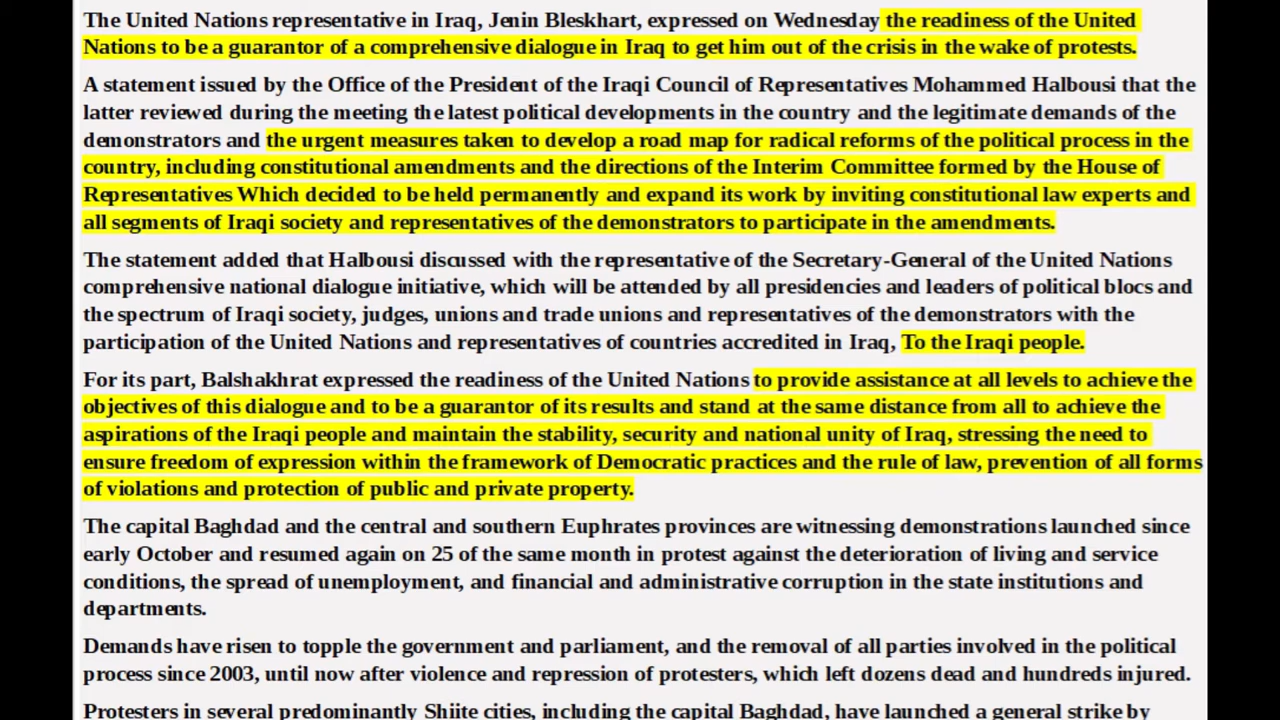 The United Nations representative in Iraq, Jenin Bleskhart, expressed on Wednesday the readiness of the United
Nations to be a guarantor of a comprehensive dialogue in Iraq to get him out of the crisis in the wake of protests.
A statement issued by the Office of the President of the Iraqi Council of Representatives Mohammed Halbousi that the
latter reviewed during the meeting the latest political developments in the country and the legitimate demands of the
demonstrators and the urgent measures taken to develop a road map for radical reforms of the political process in the
country, including constitutional amendments and the directions of the Interim Committee formed by the House of
Representatives Which decided to be held permanently and expand its work by inviting constitutional law experts and
all segments of Iraqi society and representatives of the demonstrators to participate in the amendments.
The statement added that Halbousi discussed with the representative of the Secretary-General of the United Nations
comprehensive national dialogue initiative, which will be attended by all presidencies and leaders of political blocs and
the spectrum of Iraqi society, judges, unions and trade unions and representatives of the demonstrators with the
participation of the United Nations and representatives of countries accredited in Iraq, To the Iraqi people.
For its part, Balshakhrat expressed the readiness of the United Nations to provide assistance at all levels to achieve the
objectives of this dialogue and to be a guarantor of its results and stand at the same distance from all to achieve the
aspirations of the Iraqi people and maintain the stability, security and national unity of Iraq, stressing the need to
ensure freedom of expression within the framework of Democratic practices and the rule of law, prevention of all forms
of violations and protection of public and private property.
The capital Baghdad and the central and southern Euphrates provinces are witnessing demonstrations launched since
early October and resumed again on 25 of the same month in protest against the deterioration of living and service
conditions, the spread of unemployment, and financial and administrative corruption in the state institutions and
departments.
Demands have risen to topple the government and parliament, and the removal of all parties involved in the political
process since 2003, until now after violence and repression of protesters, which left dozens dead and hundreds injured.
Protesters in several predominantly Shiite cities, including the capital Baghdad, have launched a general strike by